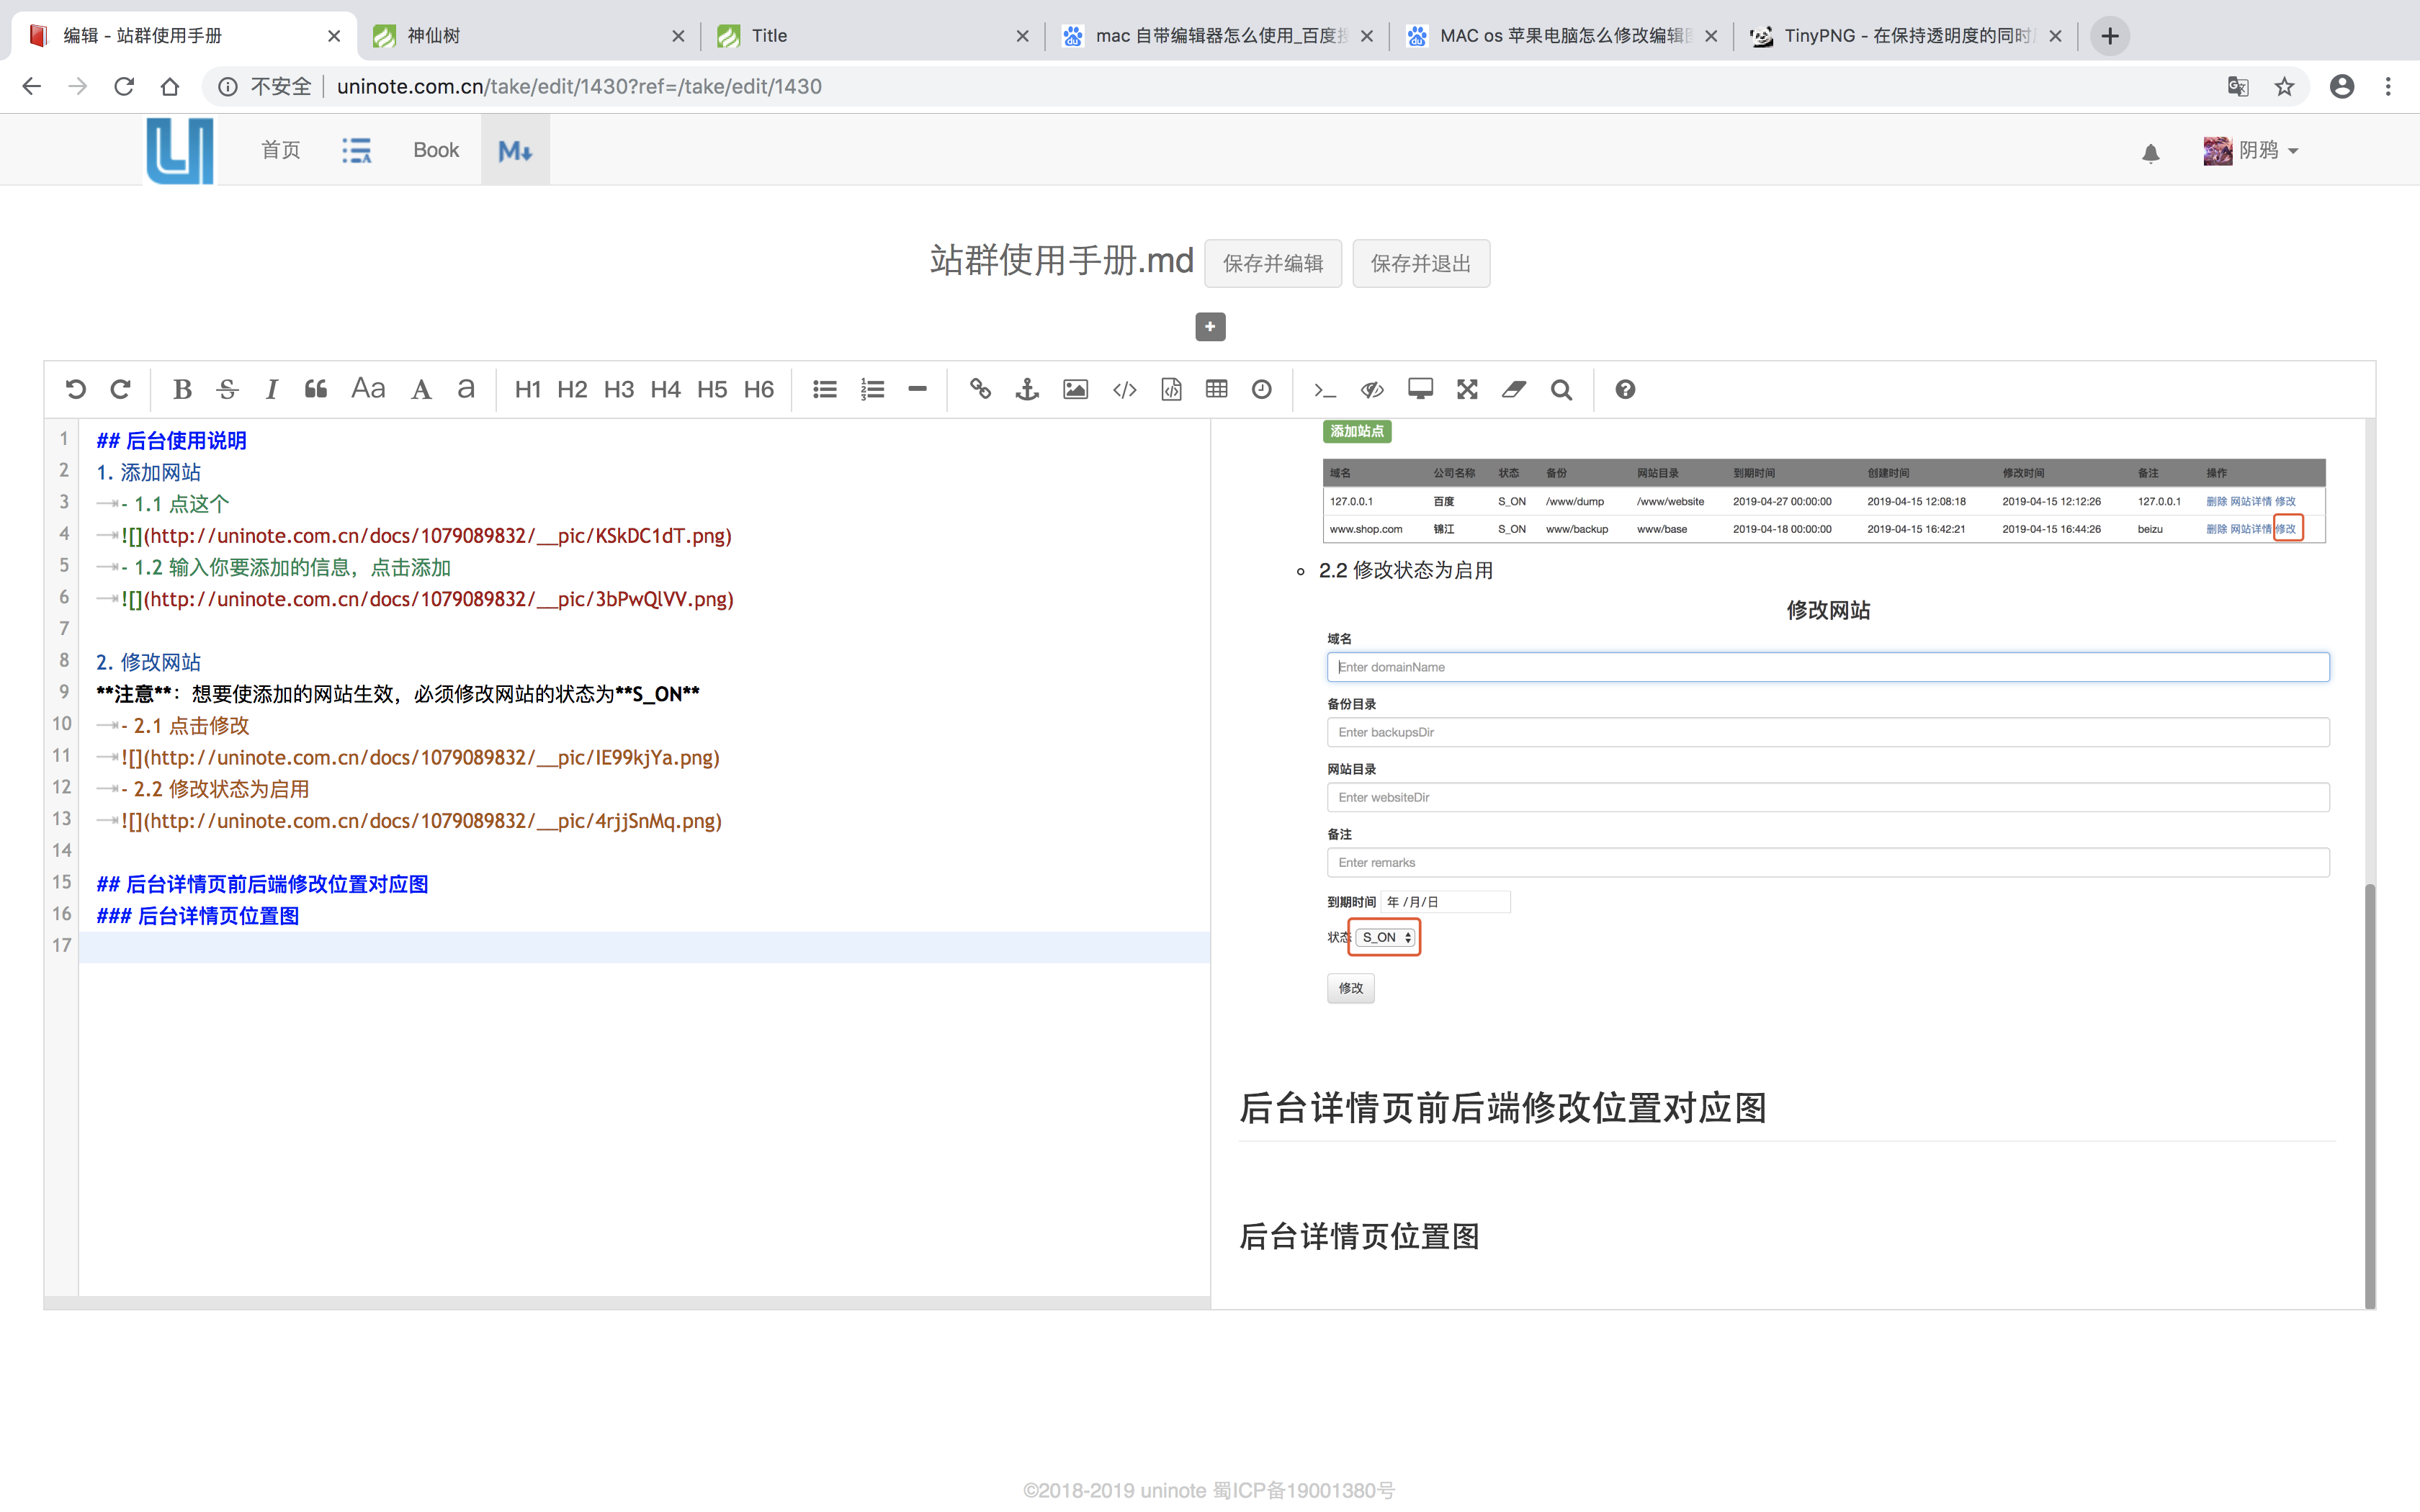 编辑 - 站群使用手册
神仙树
Title
mac 自带编辑器怎么使用_百度搜
MAC os 苹果电脑怎么修改编辑
TinyPNG - 在保持透明度的同时
不安全 | uninote.com.cn/take/edit/1430?ref=/take/edit/1430
首页
Book
M
阴鸦
站群使用手册.md 保存并编辑 保存并退出
B S I Aa A a H1 H2 H3 H4 H5 H6
1 ## 后台使用说明
2 1. 添加网站
3 - 1.1 点这个
4 ![](http://uninote.com.cn/docs/1079089832/__pic/KSkDC1dT.png)
5 - 1.2 输入你要添加的信息，点击添加
6 ![](http://uninote.com.cn/docs/1079089832/__pic/3bPwQlVV.png)
7
8 2. 修改网站
9 **注意**：想要使添加的网站生效，必须修改网站的状态为**S_ON**
10 - 2.1 点击修改
11 ![](http://uninote.com.cn/docs/1079089832/__pic/IE99kjYa.png)
12 - 2.2 修改状态为启用
13 ![](http://uninote.com.cn/docs/1079089832/__pic/4rjjSnMq.png)
14
15 ## 后台详情页前后端修改位置对应图
16 ### 后台详情页位置图
17
添加站点
域名 公司名称 状态 备份 网站目录 到期时间 创建时间 修改时间 备注 操作
127.0.0.1 百度 S_ON /www/dump /www/website 2019-04-27 00:00:00 2019-04-15 12:08:18 2019-04-15 12:12:26 127.0.0.1 删除 网站详情 修改
www.shop.com 锦江 S_ON www/backup www/base 2019-04-18 00:00:00 2019-04-15 16:42:21 2019-04-15 16:44:26 beizu 删除 网站详情 修改
2.2 修改状态为启用
修改网站
域名
Enter domainName
备份目录
Enter backupsDir
网站目录
Enter websiteDir
备注
Enter remarks
到期时间 年 /月/日
状态 S_ON
修改
后台详情页前后端修改位置对应图
后台详情页位置图
©2018-2019 uninote 蜀ICP备19001380号